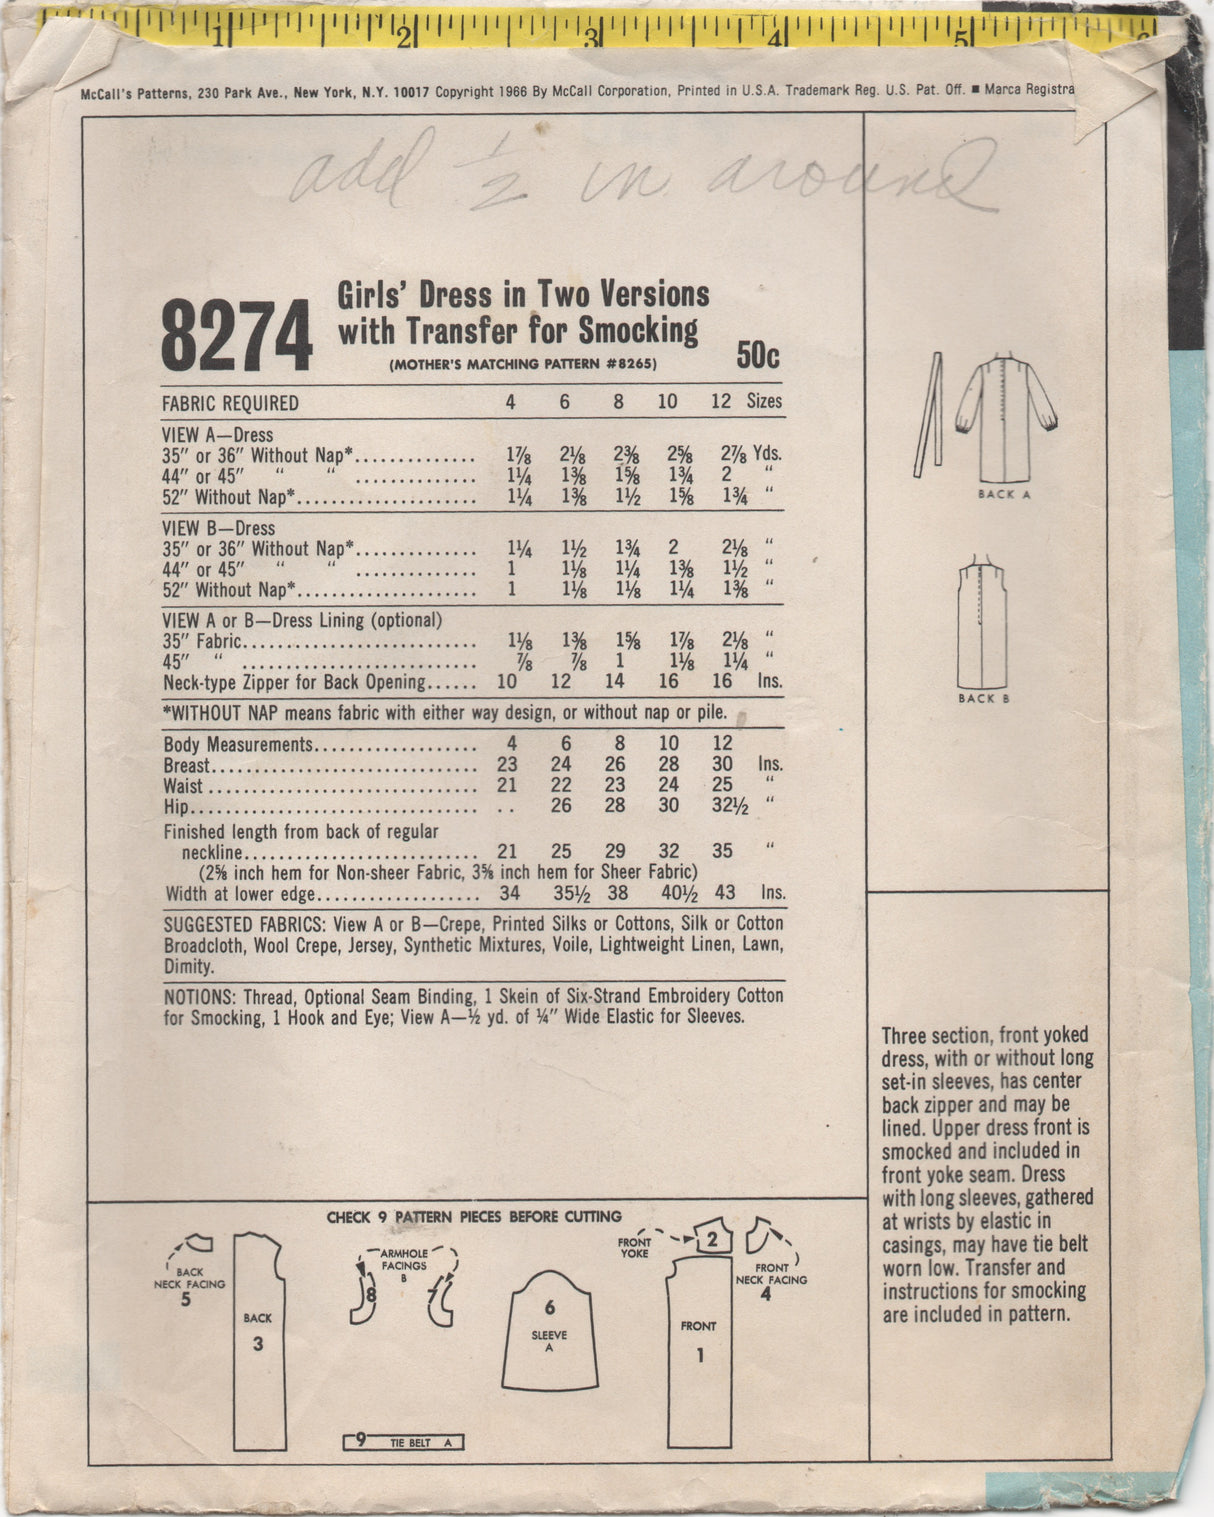 1 2 3 4 5 6
McCall's Patterns, 230 Park Ave., New York, N.Y. 10017 Copyright 1966 By McCall Corporation, Printed in U.S.A. Trademark Reg. U.S. Pat. Off. ■ Marca Registra
add ½ in around
8274
Girls' Dress in Two Versions
with Transfer for Smocking
(MOTHER'S MATCHING PATTERN #8265)
50c
FABRIC REQUIRED 4 6 8 10 12 Sizes
VIEW A—Dress
35″ or 36″ Without Nap*.............. 1⅞ 2⅛ 2⅜ 2⅝ 2⅞ Yds.
44″ or 45″ “ “ .............. 1¼ 1⅜ 1⅝ 1¾ 2 “
52″ Without Nap*..................... 1¼ 1⅜ 1½ 1⅝ 1¾ “
VIEW B—Dress
35″ or 36″ Without Nap*.............. 1¼ 1½ 1¾ 2 2⅛ “
44″ or 45″ “ “ .............. 1 1⅛ 1¼ 1⅜ 1½ “
52″ Without Nap*..................... 1 1⅛ 1⅛ 1¼ 1⅜ “
VIEW A or B—Dress Lining (optional)
35″ Fabric........................... 1⅛ 1⅜ 1⅝ 1⅞ 2⅛ “
45″ “ ........................... ⅞ ⅞ 1 1⅛ 1¼ “
Neck-type Zipper for Back Opening...... 10 12 14 16 16 Ins.
*WITHOUT NAP means fabric with either way design, or without nap or pile.
Body Measurements................... 4 6 8 10 12
Breast............................... 23 24 26 28 30 Ins.
Waist ............................... 21 22 23 24 25 “
Hip.................................. .. 26 28 30 32½ “
Finished length from back of regular
neckline........................... 21 25 29 32 35 “
(2⅝ inch hem for Non-sheer Fabric, 3⅝ inch hem for Sheer Fabric)
Width at lower edge................... 34 35½ 38 40½ 43 Ins.
SUGGESTED FABRICS: View A or B—Crepe, Printed Silks or Cottons, Silk or Cotton
Broadcloth, Wool Crepe, Jersey, Synthetic Mixtures, Voile, Lightweight Linen, Lawn,
Dimity.
NOTIONS: Thread, Optional Seam Binding, 1 Skein of Six-Strand Embroidery Cotton
for Smocking, 1 Hook and Eye; View A—½ yd. of ¼″ Wide Elastic for Sleeves.
BACK A
BACK B
Three section, front yoked
dress, with or without long
set-in sleeves, has center
back zipper and may be
lined. Upper dress front is
smocked and included in
front yoke seam. Dress
with long sleeves, gathered
at wrists by elastic in
casings, may have tie belt
worn low. Transfer and
instructions for smocking
are included in pattern.
CHECK 9 PATTERN PIECES BEFORE CUTTING
BACK
NECK FACING
5
BACK
3
ARMHOLE
FACINGS
B
8
7
6
SLEEVE
A
9 TIE BELT A
FRONT
YOKE
2
FRONT
NECK FACING
4
FRONT
1